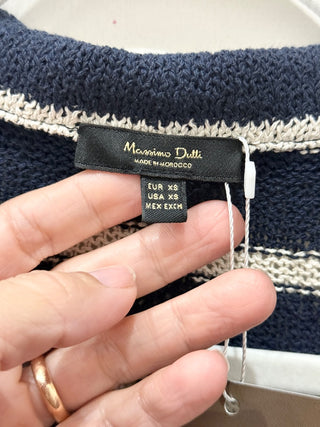 Massimo Dutti
MADE IN MOROCCO
EUR XS
USA XS
MEX EXCH